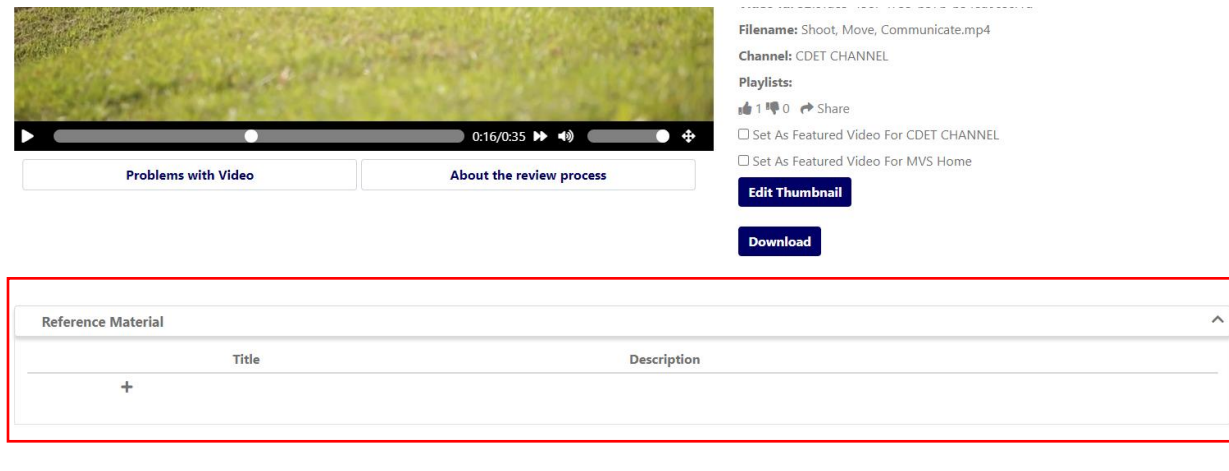 Filename: Shoot, Move, Communicate.mp4
Channel: CDET CHANNEL
Playlists:
1 0 Share
Set As Featured Video For CDET CHANNEL
Set As Featured Video For MVS Home
Edit Thumbnail
Download
0:16/0:35
Problems with Video About the review process
Reference Material
Title Description